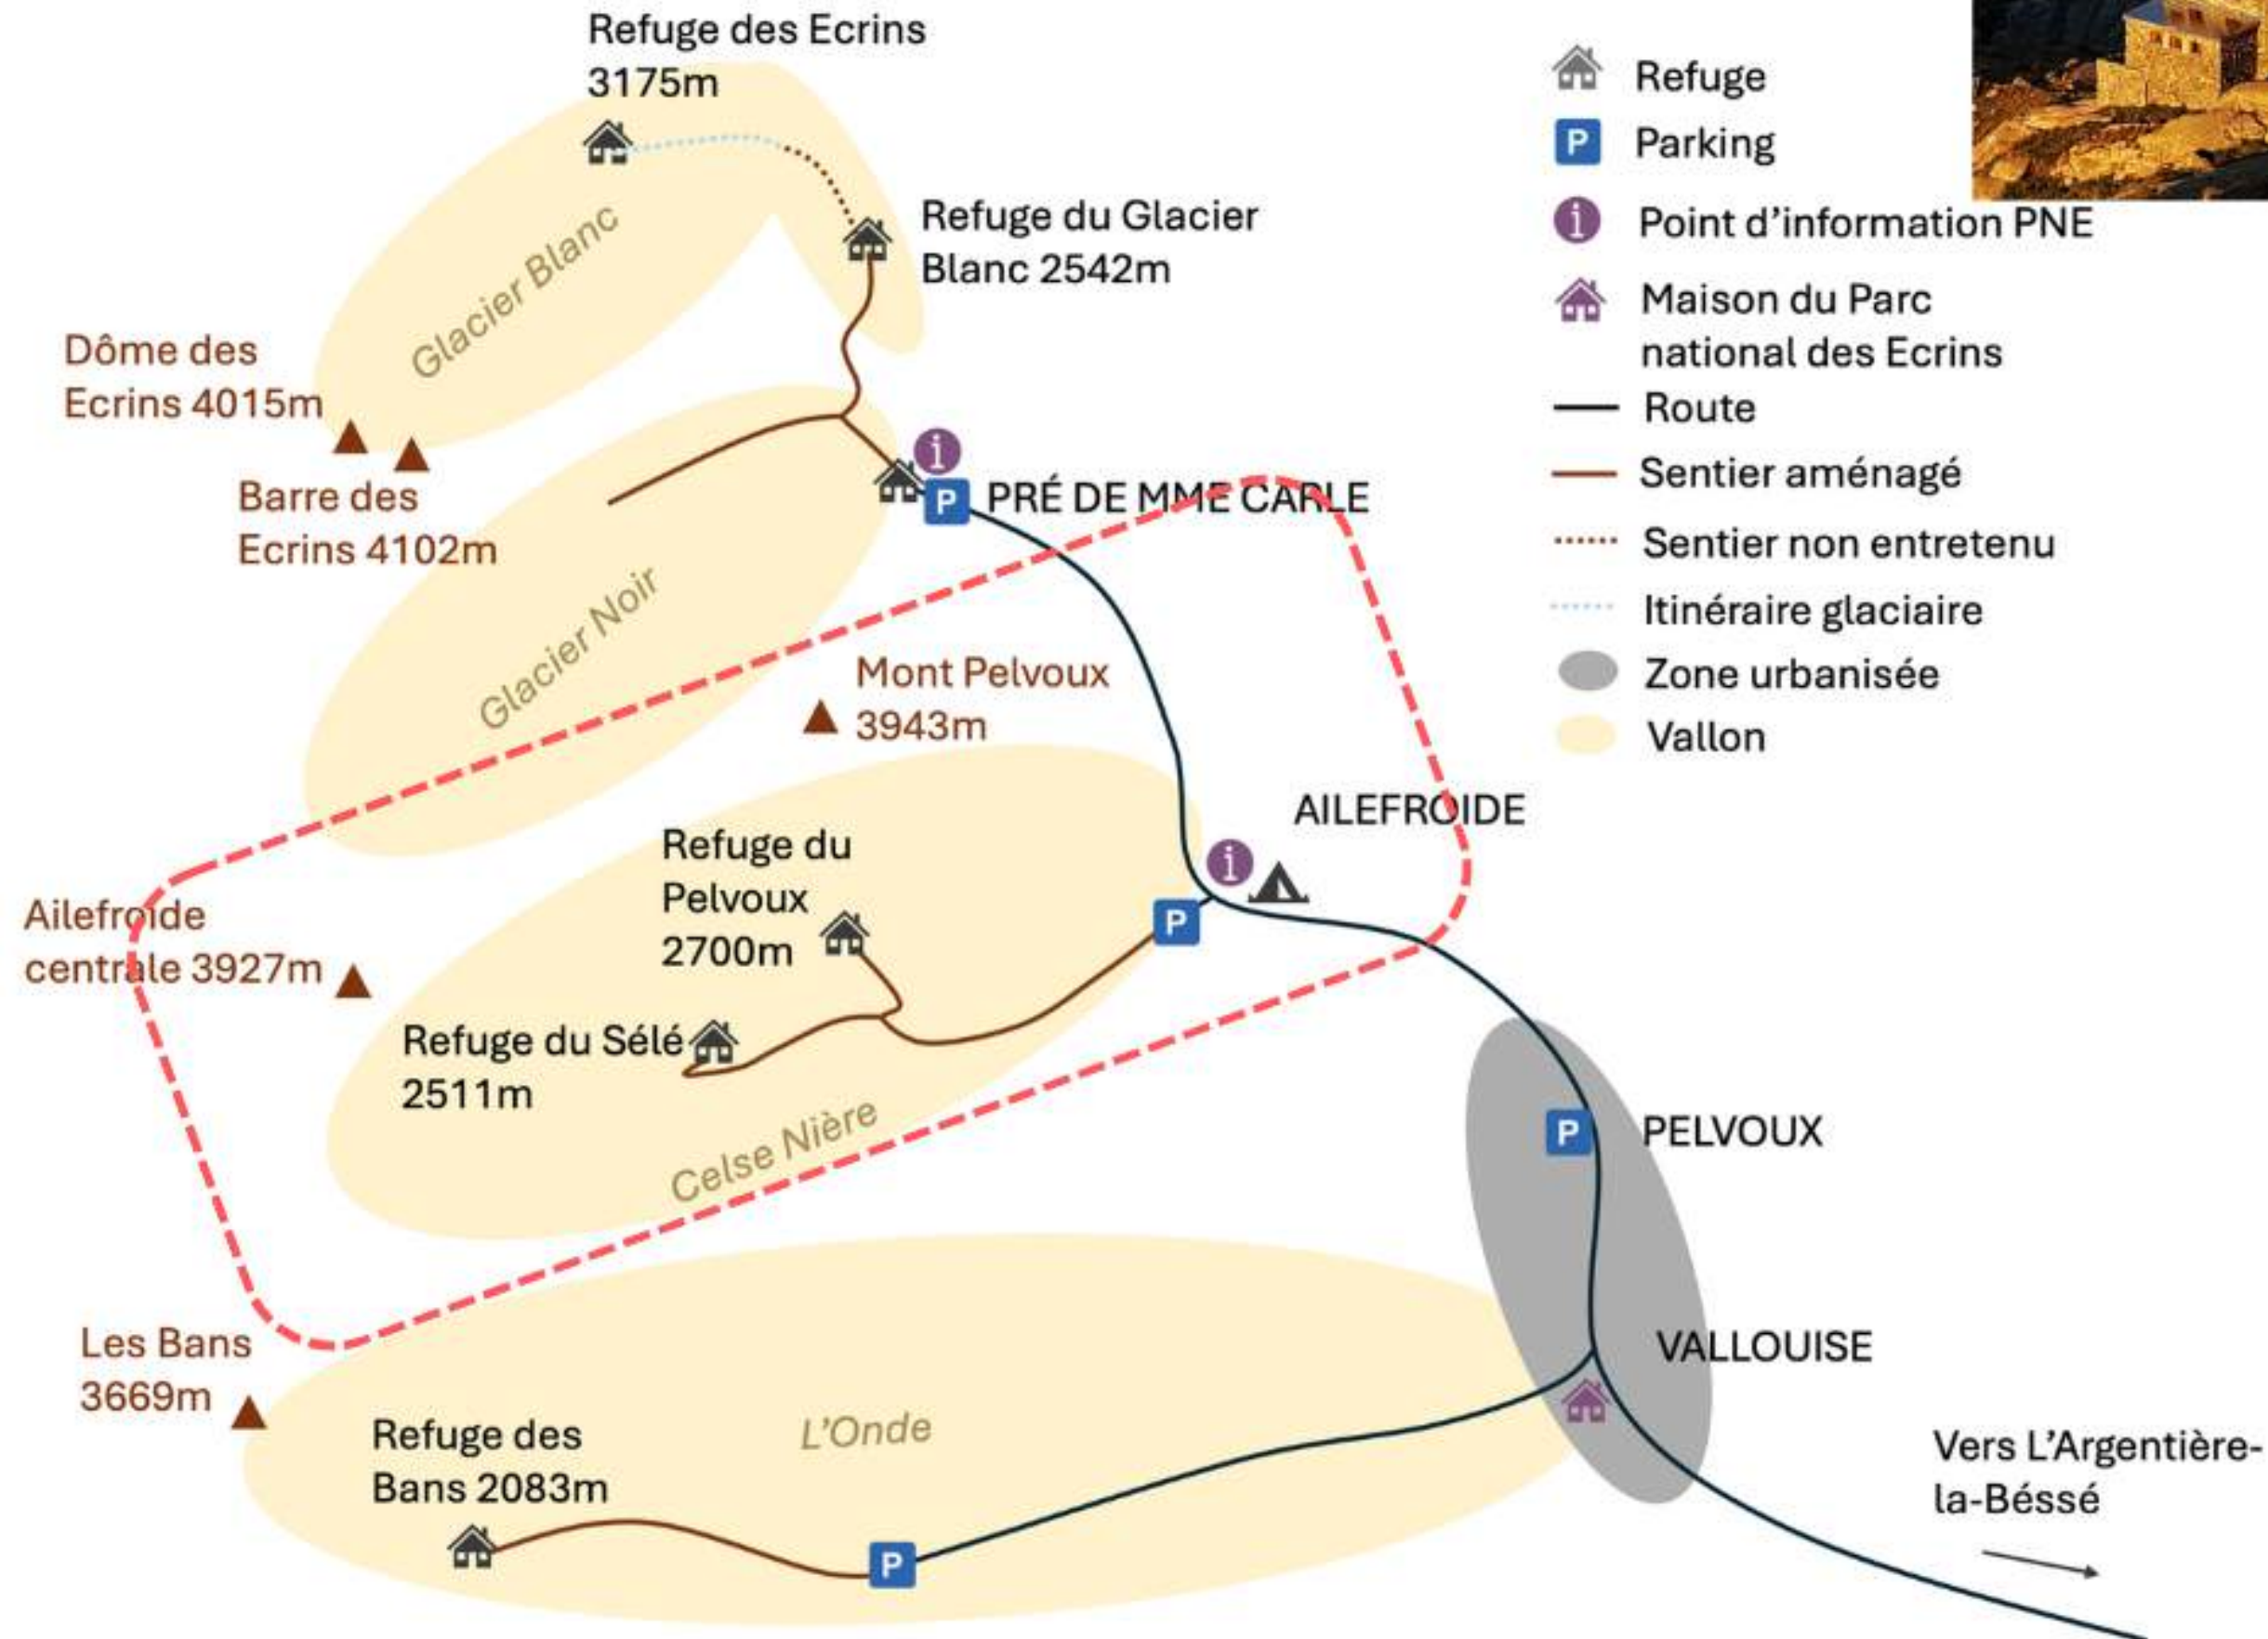 Refuge des Ecrins
3175m
Refuge du Glacier
Blanc 2542m
Glacier Blanc
Dôme des
Ecrins 4015m
Barre des
Ecrins 4102m
i
P
PRÉ DE MME CARLE
Glacier Noir
Mont Pelvoux
3943m
AILEFROIDE
i
P
Refuge du
Pelvoux
2700m
Ailefroide
centrale 3927m
Refuge du Sélé
2511m
Celse Nière
P
PELVOUX
VALLOUISE
Les Bans
3669m
Refuge des
Bans 2083m
L'Onde
P
Vers L'Argentière-
la-Béssé
Refuge
P
Parking
i
Point d'information PNE
Maison du Parc
national des Ecrins
Route
Sentier aménagé
Sentier non entretenu
Itinéraire glaciaire
Zone urbanisée
Vallon